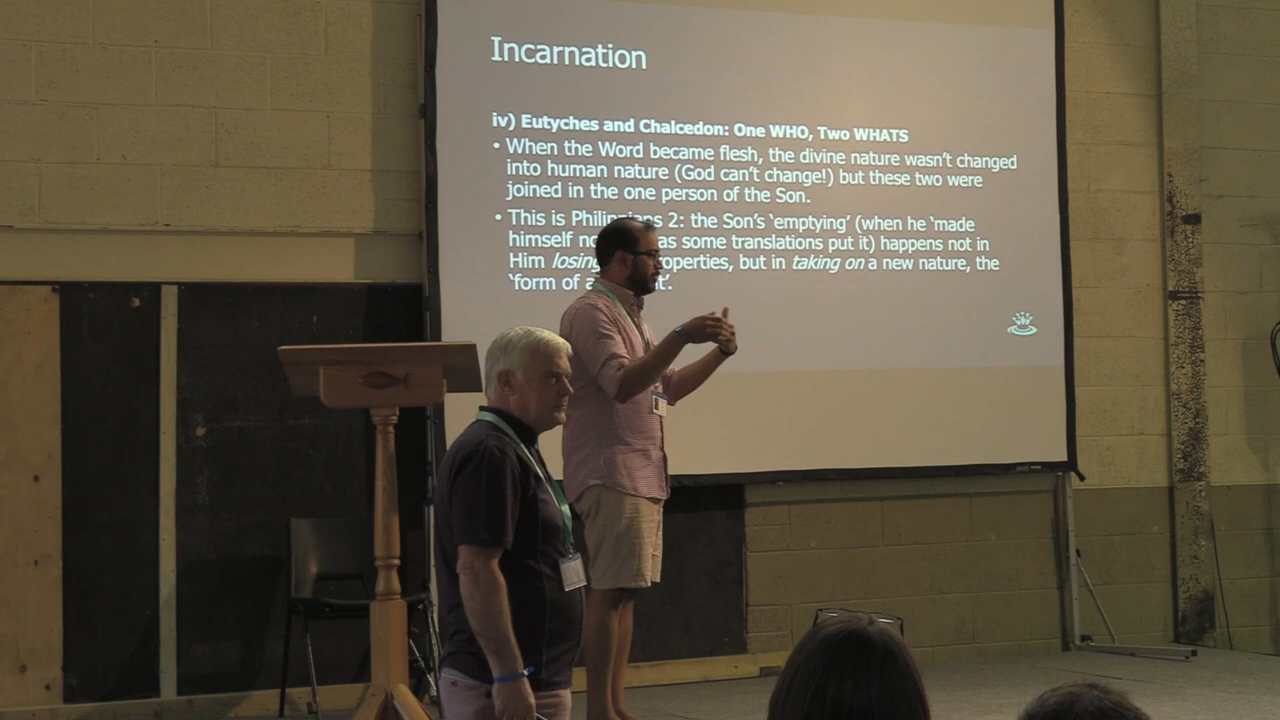 Incarnation
iv) Eutyches and Chalcedon: One WHO, Two WHATS
• When the Word became flesh, the divine nature wasn't changed
into human nature (God can't change!) but these two were
joined in the one person of the Son.
• This is Philippians 2: the Son's 'emptying' (when he 'made
himself as some translations put it) happens not in
Him losing properties, but in taking on a new nature, the
'form of a